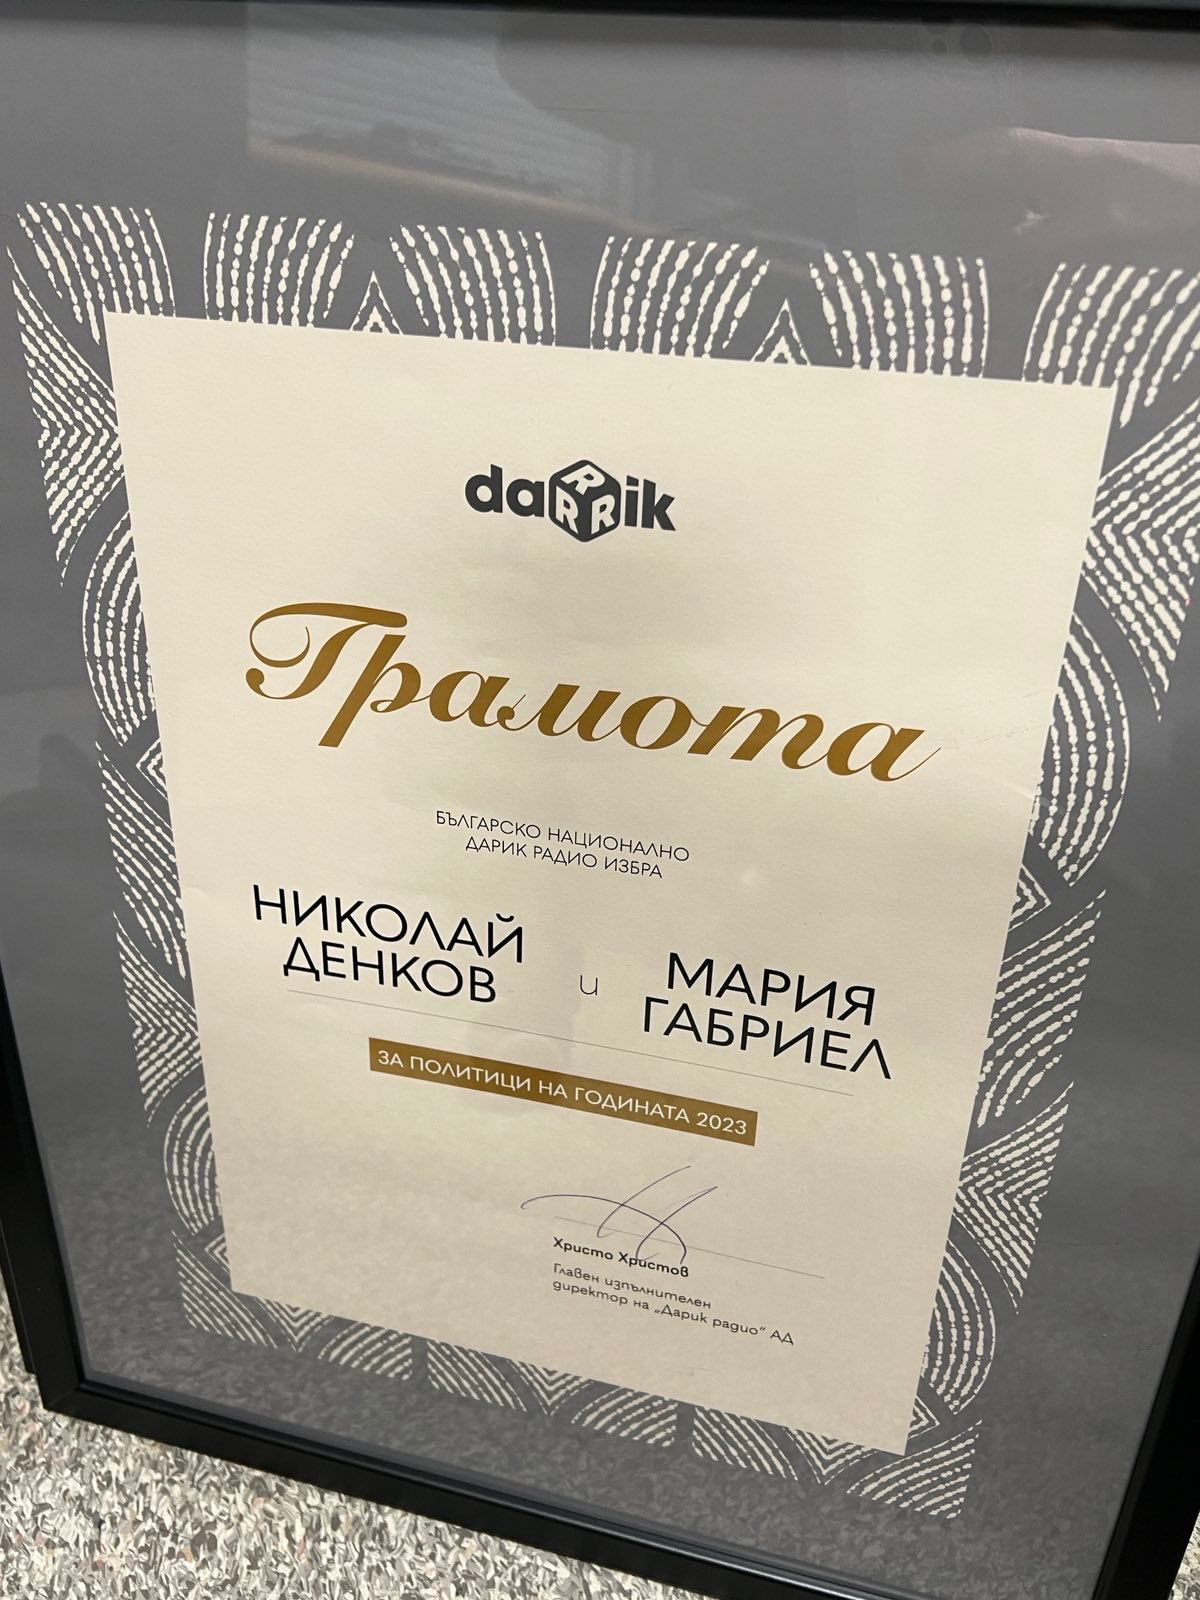 daRRRik
Грамота
БЪЛГАРСКО НАЦИОНАЛНО
ДАРИК РАДИО ИЗБРА
НИКОЛАЙ
ДЕНКОВ
и
МАРИЯ
ГАБРИЕЛ
ЗА ПОЛИТИЦИ НА ГОДИНАТА 2023
Христо Христов
Главен изпълнителен
директор на „Дарик радио“ АД